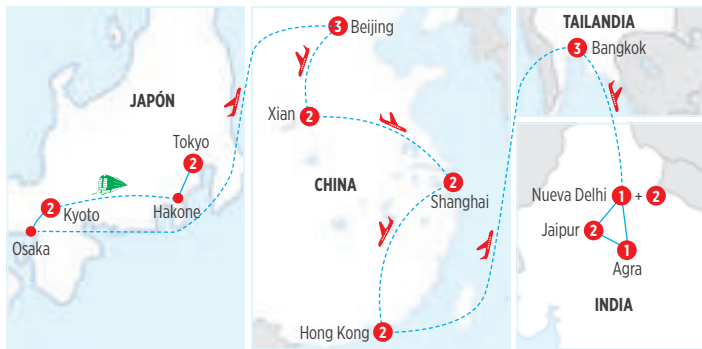 JAPÓN
Tokyo
2
2
Kyoto
Hakone
Osaka
3
Beijing
Xian
2
CHINA
2
Shanghai
Hong Kong
2
TAILANDIA
3
Bangkok
Nueva Delhi
1
+
2
Jaipur
2
1
Agra
INDIA